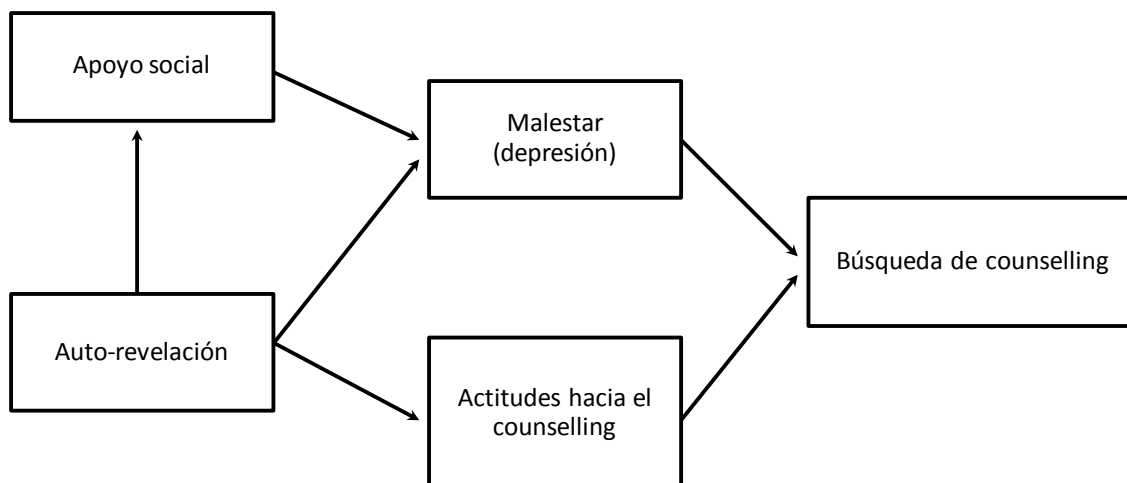 Apoyo social
Malestar
(depresión)
Búsqueda de counselling
Auto-revelación
Actitudes hacia el
counselling